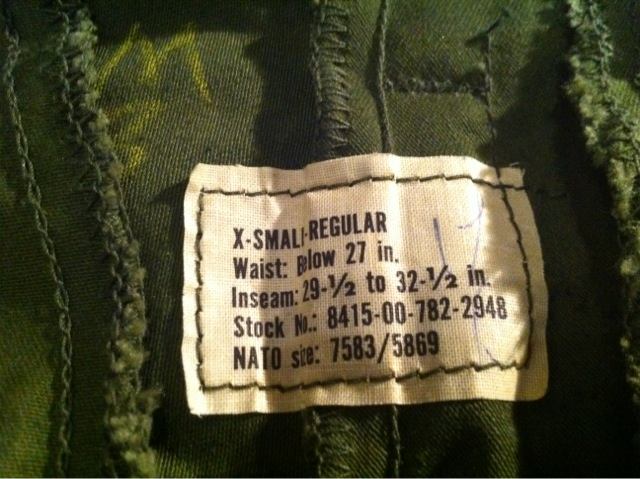 X-SMALL-REGULAR
Waist: Below 27 in.
Inseam: 29-1/2 to 32-1/2 in.
Stock No.: 8415-00-782-2948
NATO size: 7583/5869